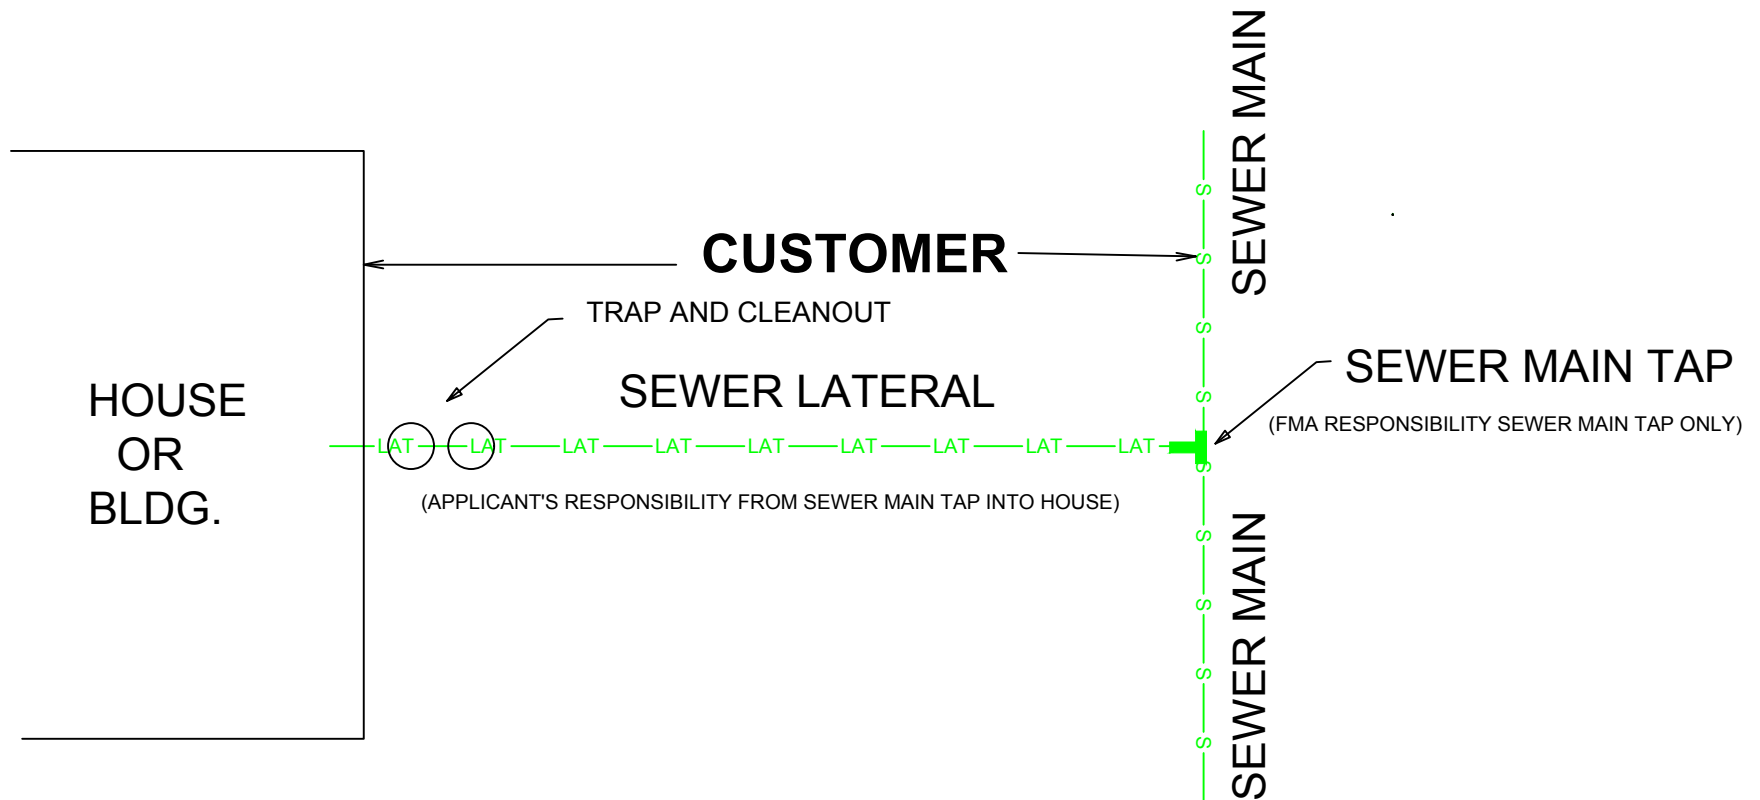 SEWER MAIN
CUSTOMER
TRAP AND CLEANOUT
SEWER LATERAL
SEWER MAIN TAP
(FMA RESPONSIBILITY SEWER MAIN TAP ONLY)
HOUSE
OR
BLDG.
LAT LAT LAT LAT LAT LAT LAT LAT LAT
(APPLICANT'S RESPONSIBILITY FROM SEWER MAIN TAP INTO HOUSE)
S
S
S
S
S
S
S
S
S
SEWER MAIN